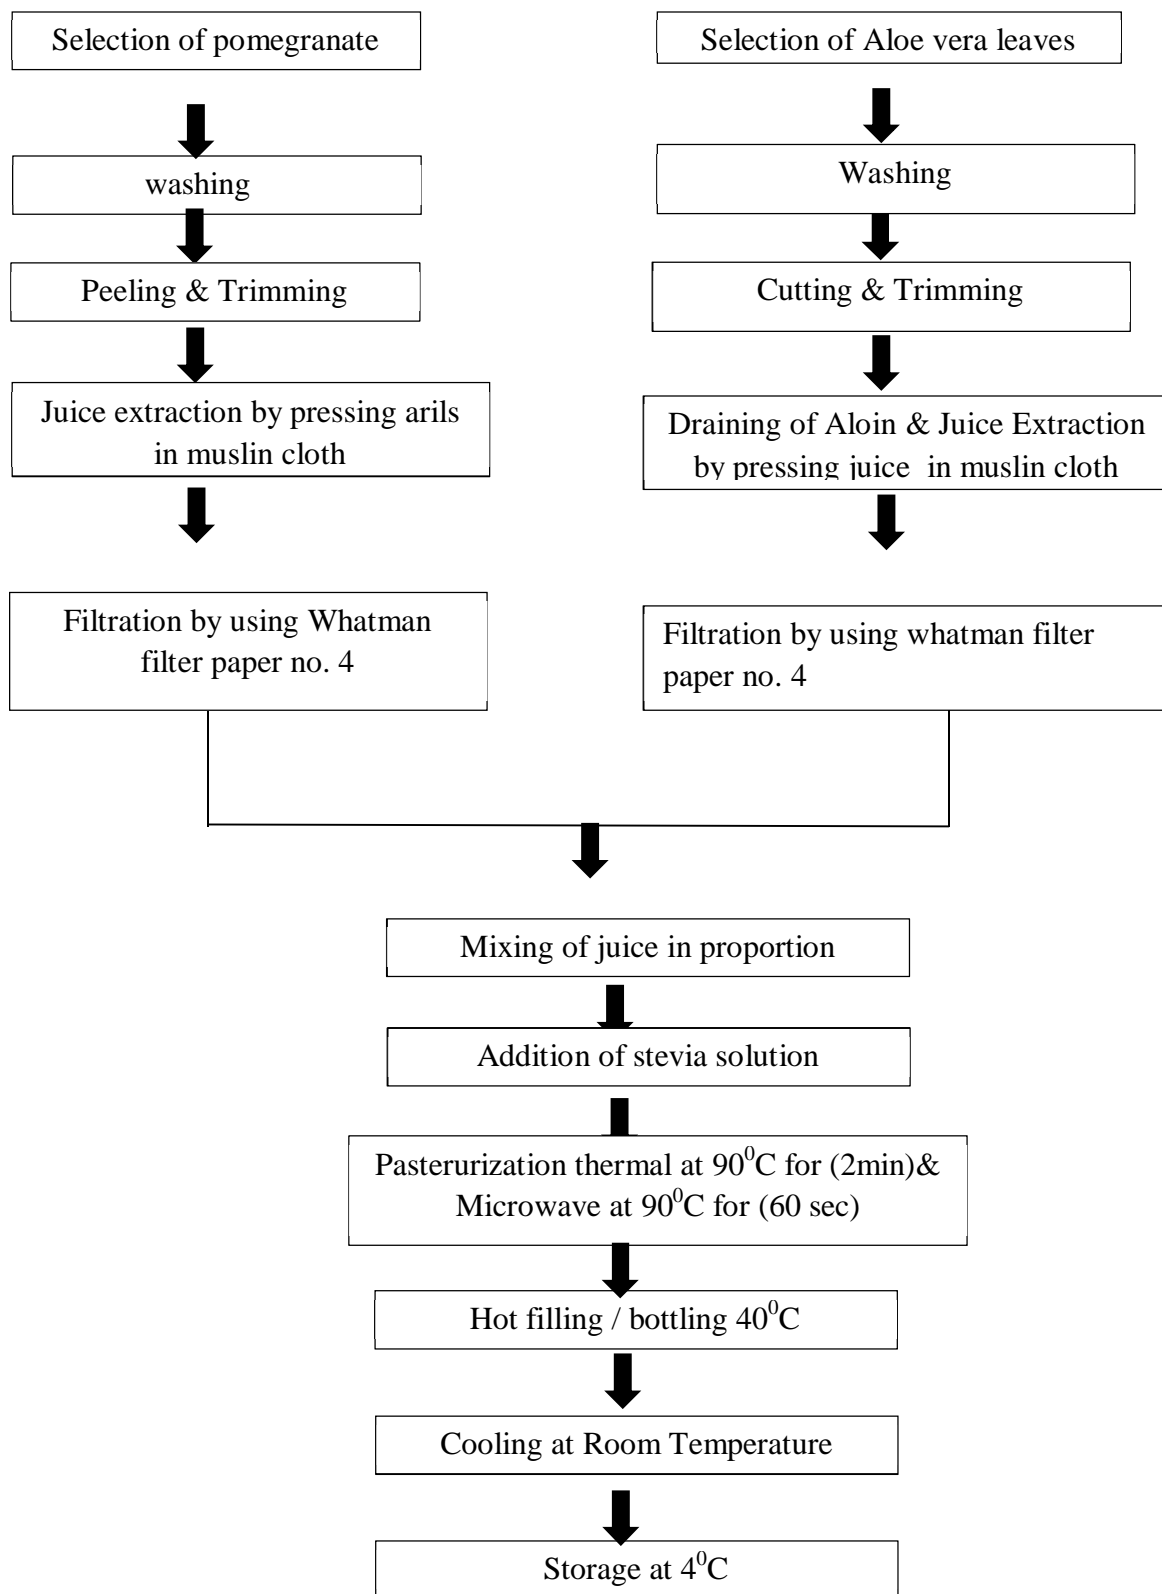 Selection of pomegranate
washing
Peeling & Trimming
Juice extraction by pressing arils
in muslin cloth
Filtration by using Whatman
filter paper no. 4
Selection of Aloe vera leaves
Washing
Cutting & Trimming
Draining of Aloin & Juice Extraction
by pressing juice in muslin cloth
Filtration by using whatman filter
paper no. 4
Mixing of juice in proportion
Addition of stevia solution
Pasterurization thermal at 90⁰C for (2min)&
Microwave at 90⁰C for (60 sec)
Hot filling / bottling 40⁰C
Cooling at Room Temperature
Storage at 4⁰C